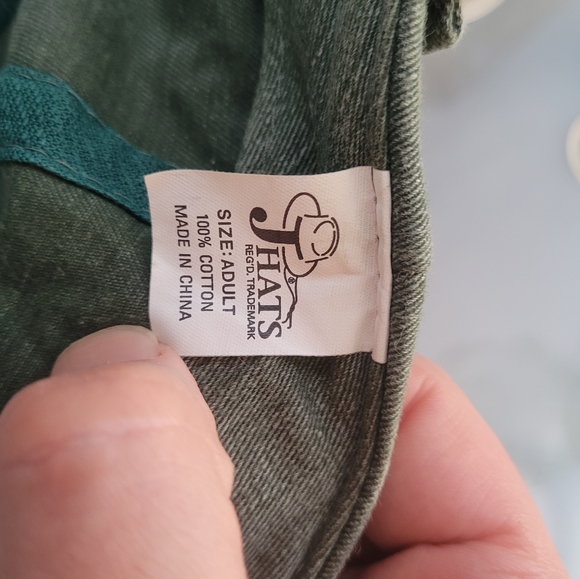 J HATS
®
REG'D. TRADEMARK
SIZE: ADULT
100% COTTON
MADE IN CHINA